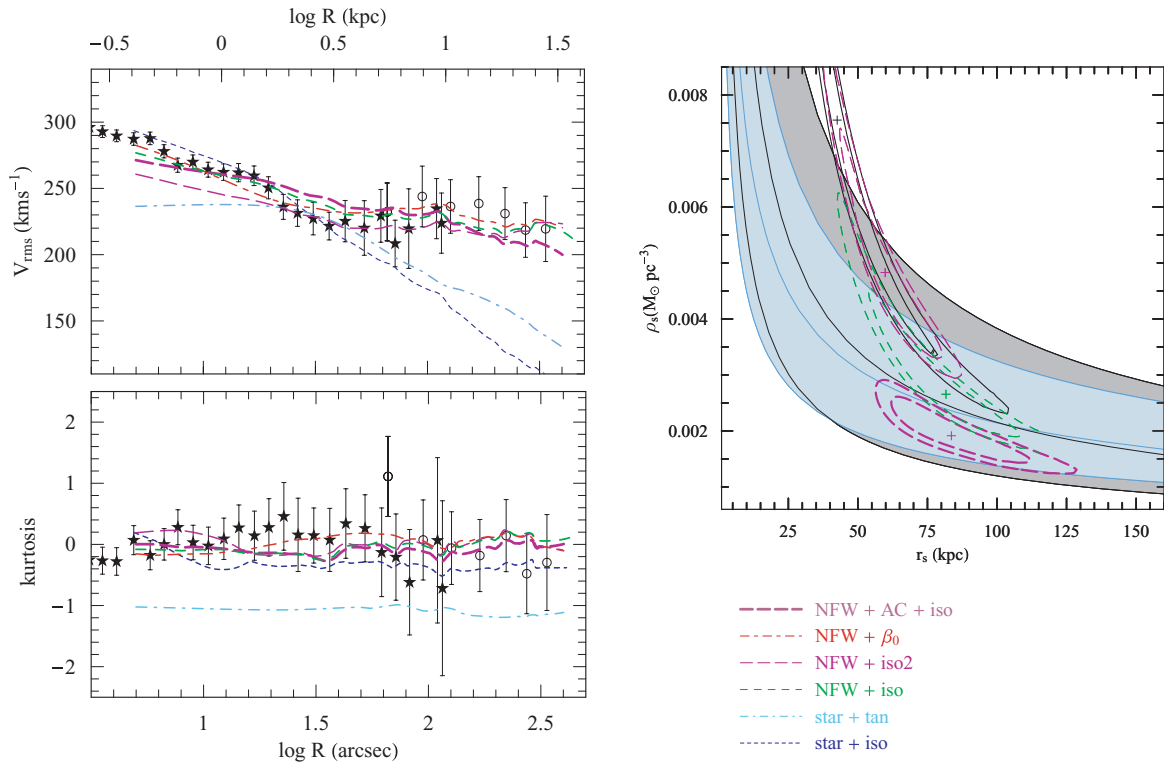 log R (kpc)
−0.5 0 0.5 1 1.5
300
250
200
150
V_rms (kms⁻¹)
2
1
0
−1
−2
kurtosis
1 1.5 2 2.5
log R (arcsec)
0.008
0.006
0.004
0.002
ρ_s(M_⊙ pc⁻³)
25 50 75 100 125 150
r_s (kpc)
NFW + AC + iso
NFW + β₀
NFW + iso2
NFW + iso
star + tan
star + iso